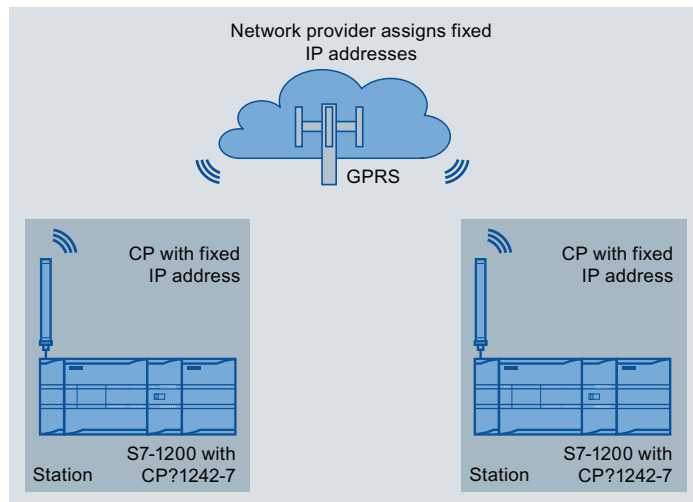 Network provider assigns fixed
IP addresses
GPRS
CP with fixed
IP address
S7-1200 with
CP?1242-7
Station
CP with fixed
IP address
S7-1200 with
CP?1242-7
Station